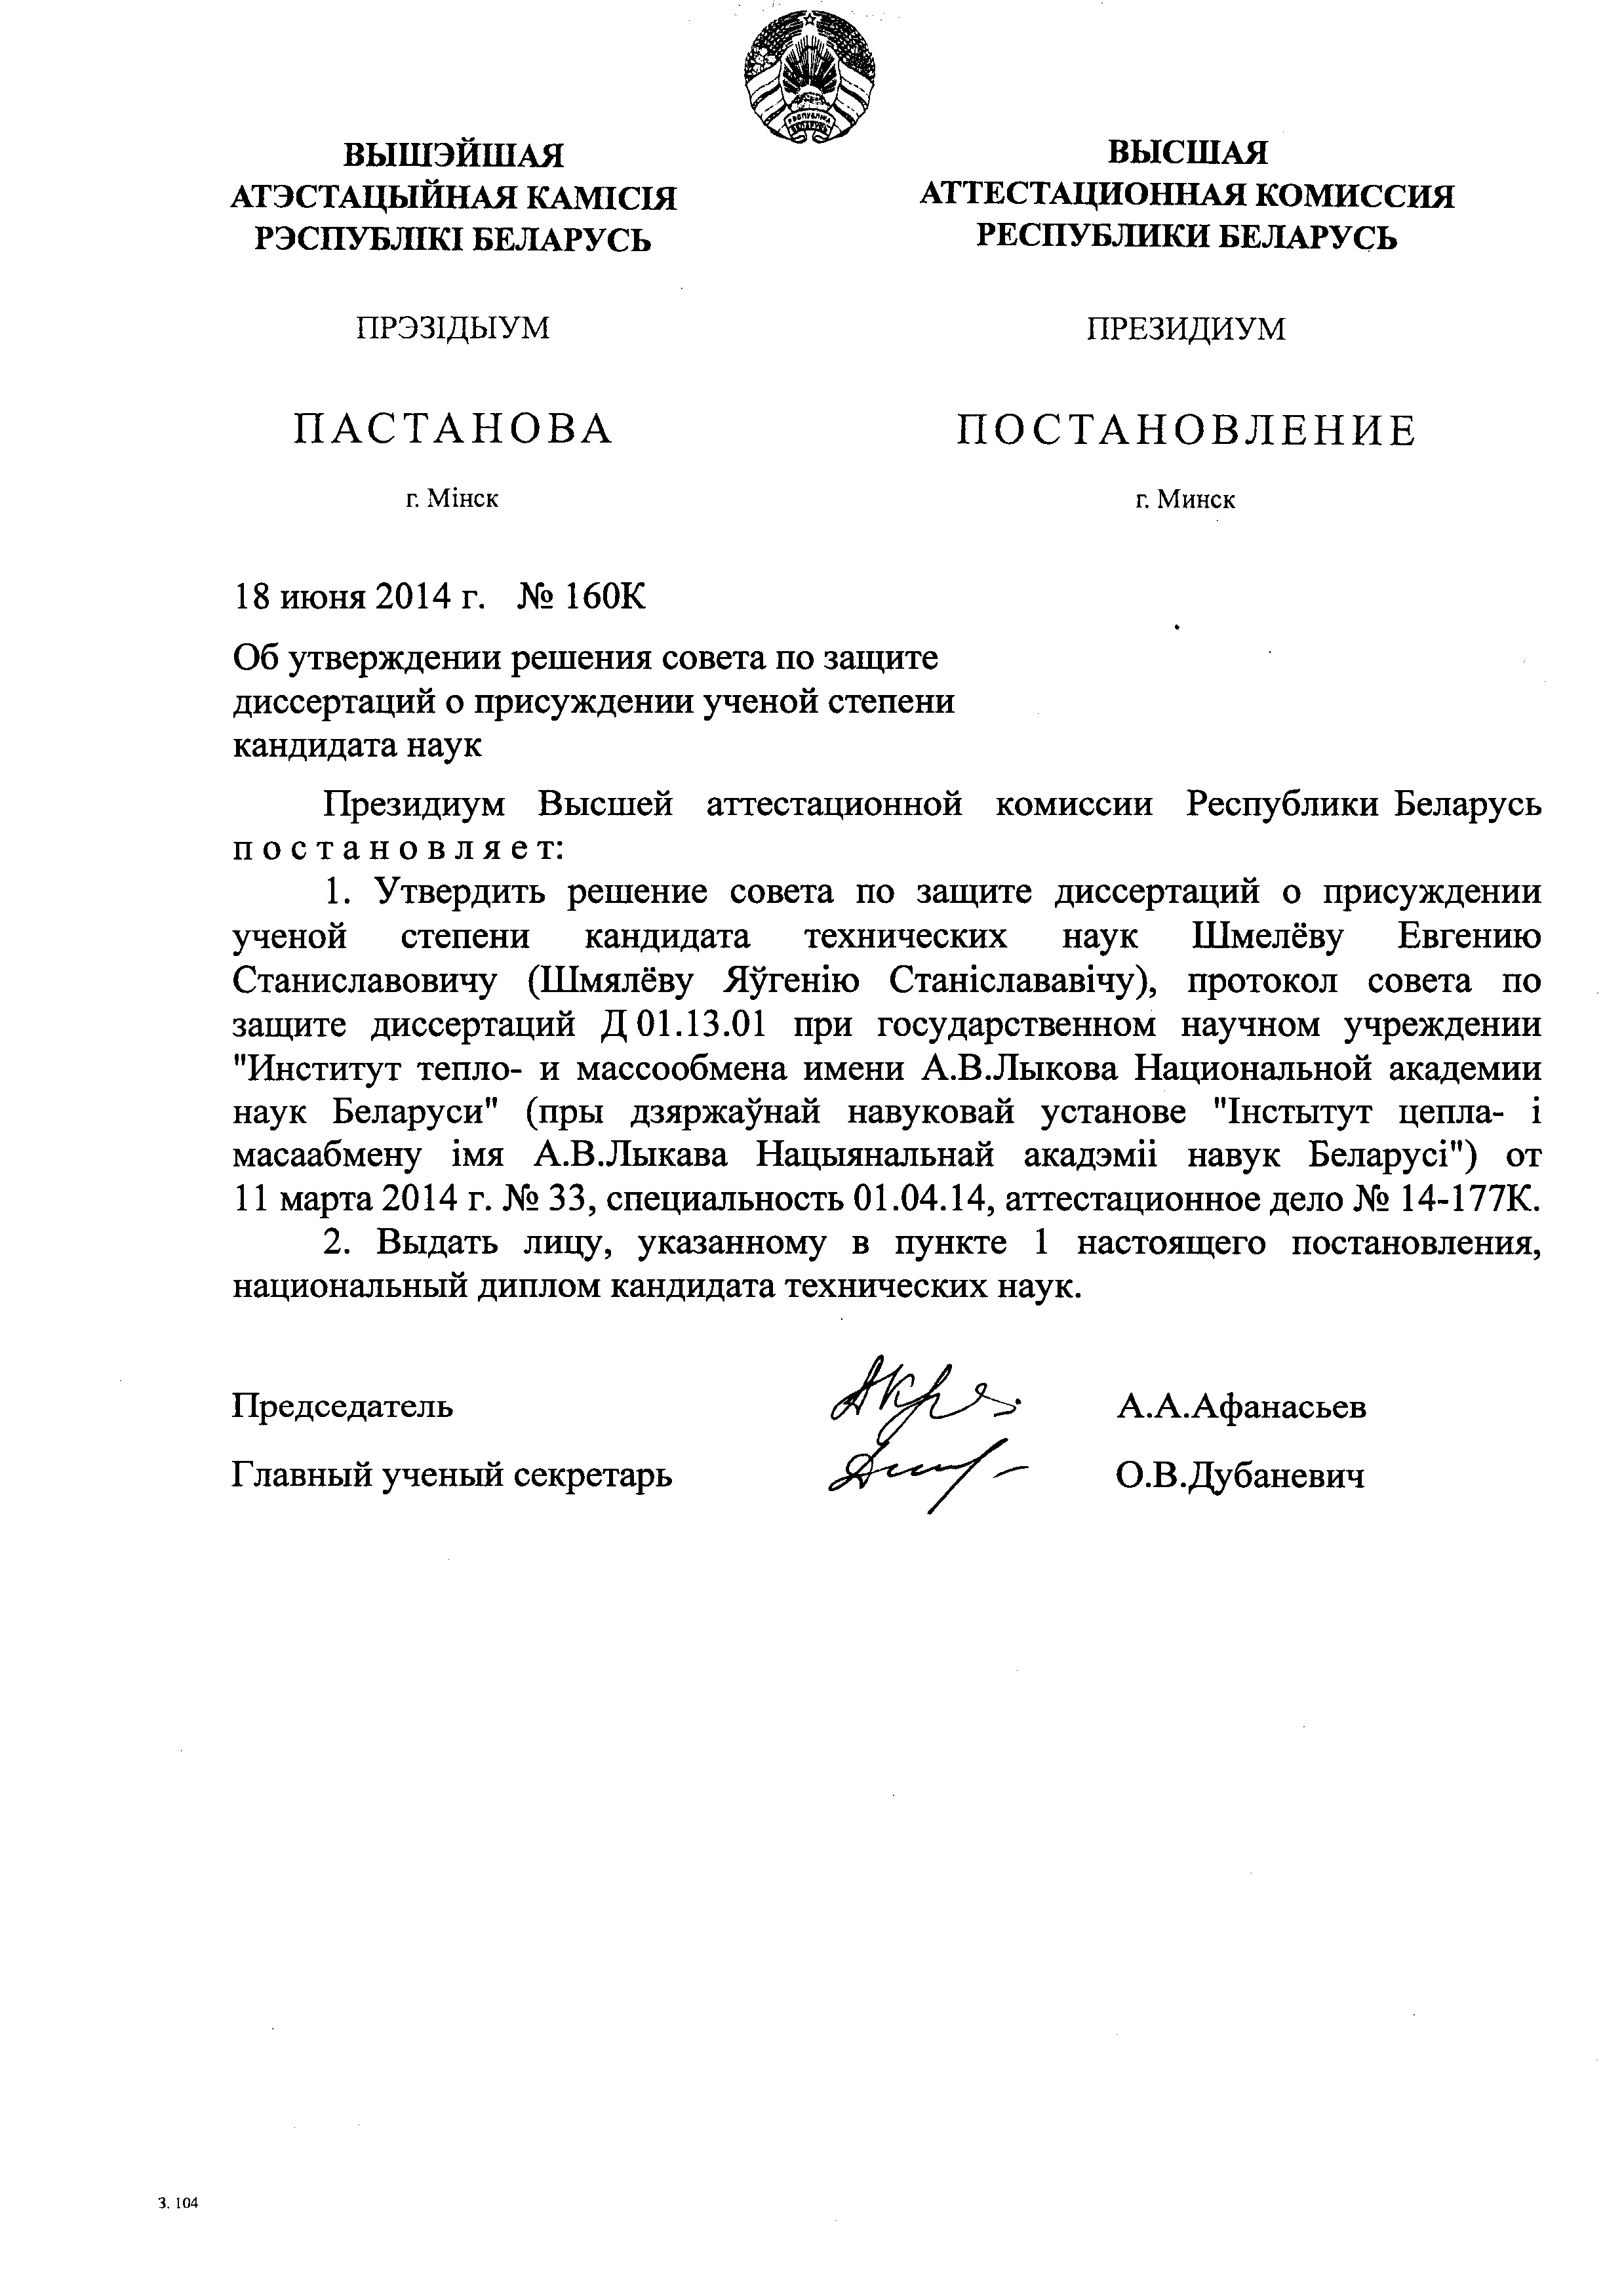 РЭСПУБЛІКА
БЕЛАРУСЬ
ВЫШЭЙШАЯ
АТЭСТАЦЫЙНАЯ КАМІСІЯ
РЭСПУБЛІКІ БЕЛАРУСЬ
ПРЭЗІДЫУМ
ПАСТАНОВА
г. Мінск
ВЫСШАЯ
АТТЕСТАЦИОННАЯ КОМИССИЯ
РЕСПУБЛИКИ БЕЛАРУСЬ
ПРЕЗИДИУМ
ПОСТАНОВЛЕНИЕ
г. Минск
18 июня 2014 г. № 160К
Об утверждении решения совета по защите
диссертаций о присуждении ученой степени
кандидата наук
Президиум Высшей аттестационной комиссии Республики Беларусь
п о с т а н о в л я е т:
1. Утвердить решение совета по защите диссертаций о присуждении
ученой степени кандидата технических наук Шмелёву Евгению
Станиславовичу (Шмялёву Яўгенію Станіслававічу), протокол совета по
защите диссертаций Д 01.13.01 при государственном научном учреждении
"Институт тепло- и массообмена имени А.В.Лыкова Национальной академии
наук Беларуси" (пры дзяржаўнай навуковай установе "Інстытут цепла- і
масаабмену імя А.В.Лыкава Нацыянальнай акадэміі навук Беларусі") от
11 марта 2014 г. № 33, специальность 01.04.14, аттестационное дело № 14-177К.
2. Выдать лицу, указанному в пункте 1 настоящего постановления,
национальный диплом кандидата технических наук.
Председатель А.А.Афанасьев
Главный ученый секретарь О.В.Дубаневич
З. 104